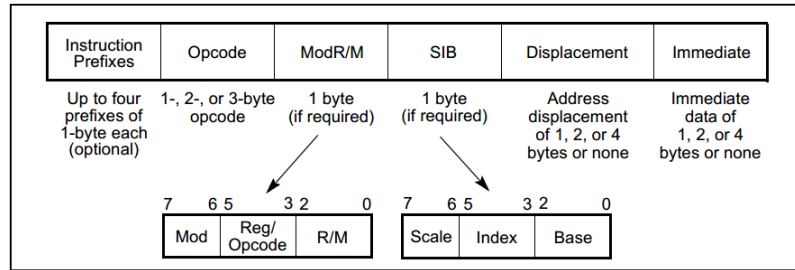 Instruction Prefixes
Opcode
ModR/M
SIB
Displacement
Immediate
Up to four prefixes of 1-byte each (optional)
1-, 2-, or 3-byte opcode
1 byte (if required)
1 byte (if required)
Address displacement of 1, 2, or 4 bytes or none
Immediate data of 1, 2, or 4 bytes or none
7 6 5 3 2 0
Mod
Reg/Opcode
R/M
7 6 5 3 2 0
Scale
Index
Base